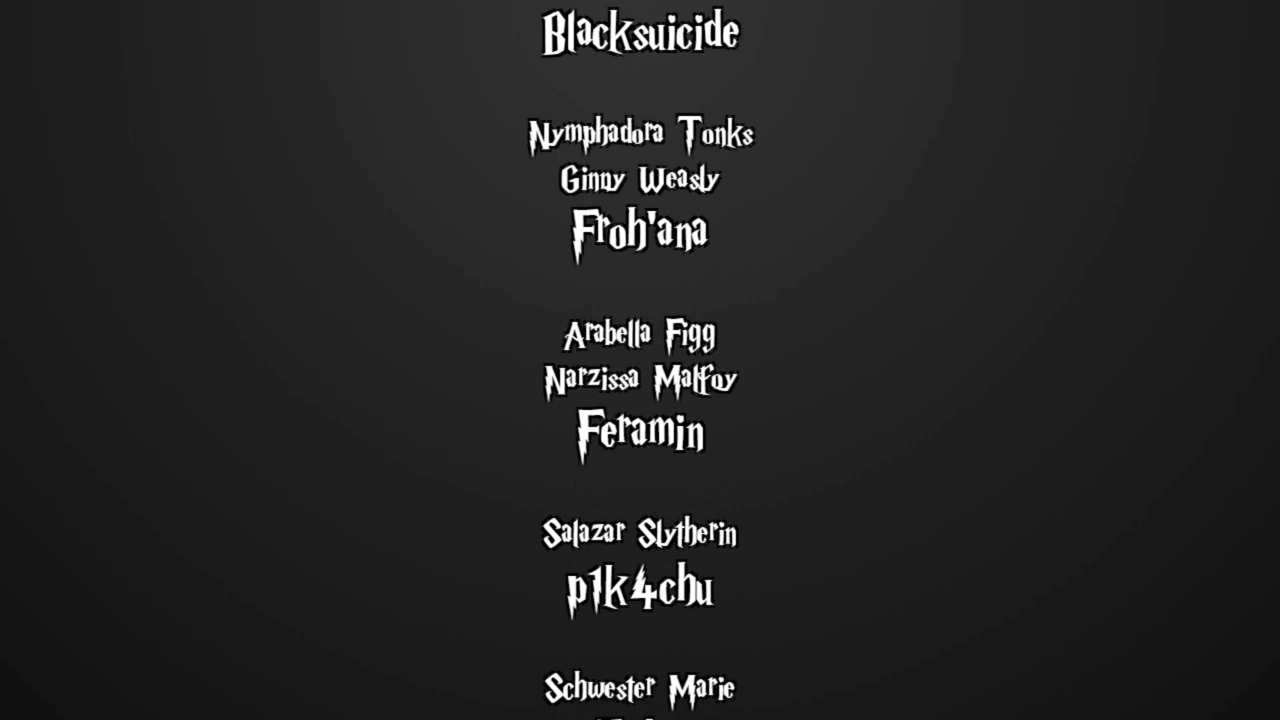 Blacksuicide
Nymphadora Tonks
Ginny Weasly
Froh'ana
Arabella Figg
Narzissa Malfoy
Feramin
Salazar Slytherin
p1k4chu
Schwester Marie